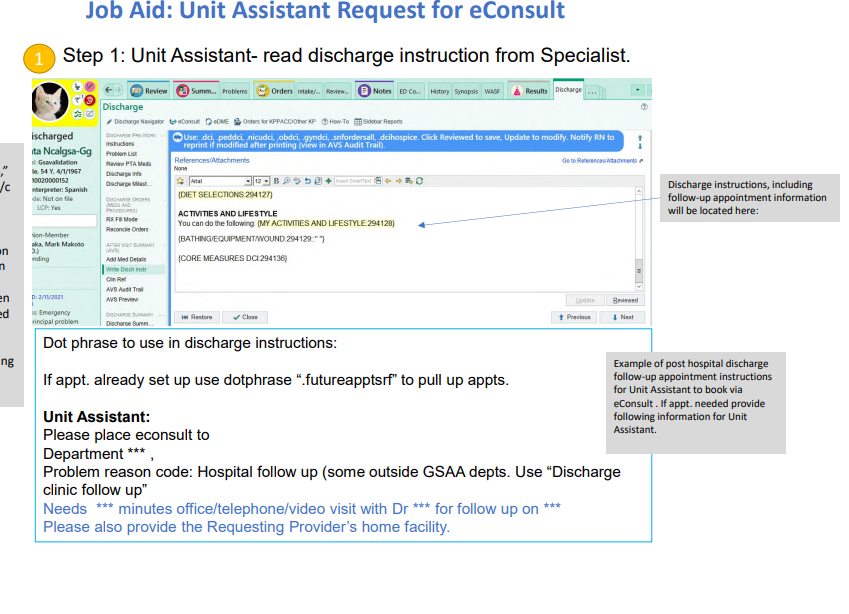 Job Aid: Unit Assistant Request for eConsult
1 Step 1: Unit Assistant- read discharge instruction from Specialist.
Review Summ... Problems Orders Intake/... Review... Notes ED Co... History Synopsis WASF Results Discharge ...
Discharge
Discharge Navigator eConsult eDME Orders for KPPACC/Other KP How-To Sidebar Reports
ischarged
ta Ncalgsa-Gg
el: Gsavalidation
le, 54 Y, 4/1/1967
10020000152
nterpreter: Spanish
de: Not on file
LCP: Yes
Non-Member
aka, Mark Makoto
D.)
nding
D: 2/11/2021
s: Emergency
rincipal problem
,”
/c
on
n
en
ed
ng
DISCHARGE PREWORK
Instructions
Problem List
Review PTA Meds
Discharge Info
Discharge Milest...
DISCHARGE ORDERS
(MEDS AND
PROCEDURES)
RX Fill Mode
Reconcile Orders
AFTER VISIT SUMMARY
(AVS)
Add Med Details
Write Disch Instr
Clin Ref
AVS Audit Trail
AVS Preview
DISCHARGE SUMMARY
Discharge Summ...
Use: .dci, .peddci, .nicudci, .obdci, .gyndci, .snfordersall, .dcihospice. Click Reviewed to save, Update to modify. Notify RN to
reprint if modified after printing (view in AVS Audit Trail).
References/Attachments Go to References/Attachments
None
Arial 12 B Insert SmartText
{DIET SELECTIONS:294127}
ACTIVITIES AND LIFESTYLE
You can do the following: {MY ACTIVITIES AND LIFESTYLE:294128}
{BATHING/EQUIPMENT/WOUND:294129::" "}
{CORE MEASURES DCI:294136}
Update Reviewed
Restore Close Previous Next
Discharge instructions, including
follow-up appointment information
will be located here:
Dot phrase to use in discharge instructions:
If appt. already set up use dotphrase “.futureapptsrf” to pull up appts.
Unit Assistant:
Please place econsult to
Department *** ,
Problem reason code: Hospital follow up (some outside GSAA depts. Use “Discharge
clinic follow up”
Needs *** minutes office/telephone/video visit with Dr *** for follow up on ***
Please also provide the Requesting Provider’s home facility.
Example of post hospital discharge
follow-up appointment instructions
for Unit Assistant to book via
eConsult . If appt. needed provide
following information for Unit
Assistant.